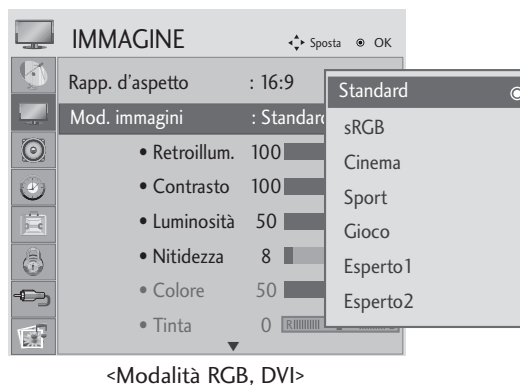 IMMAGINE Sposta OK
Rapp. d'aspetto : 16:9
Mod. immagini : Standard
• Retroillum. 100
• Contrasto 100
• Luminosità 50
• Nitidezza 8
• Colore 50
• Tinta 0 R
Standard
sRGB
Cinema
Sport
Gioco
Esperto1
Esperto2
<Modalità RGB, DVI>